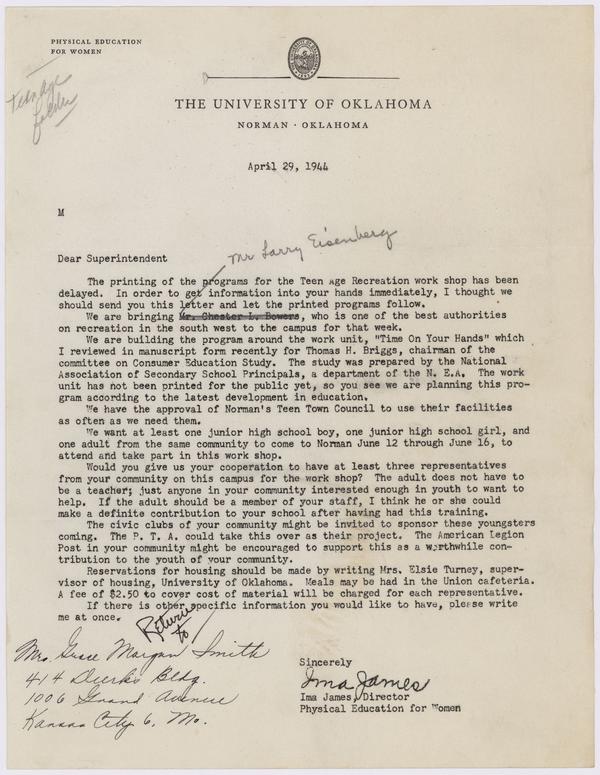 PHYSICAL EDUCATION
FOR WOMEN
Teen Age
folder
THE UNIVERSITY OF OKLAHOMA
NORMAN · OKLAHOMA
April 29, 1944
M
Mr Larry Eisenberg
Dear Superintendent
The printing of the programs for the Teen Age Recreation work shop has been
delayed. In order to get information into your hands immediately, I thought we
should send you this letter and let the printed programs follow.
We are bringing Mr. Chester L. Bowers, who is one of the best authorities
on recreation in the south west to the campus for that week.
We are building the program around the work unit, "Time On Your Hands" which
I reviewed in manuscript form recently for Thomas H. Briggs, chairman of the
committee on Consumer Education Study. The study was prepared by the National
Association of Secondary School Principals, a department of the N. E.A. The work
unit has not been printed for the public yet, so you see we are planning this pro-
gram according to the latest development in education.
We have the approval of Norman's Teen Town Council to use their facilities
as often as we need them.
We want at least one junior high school boy, one junior high school girl, and
one adult from the same community to come to Norman June 12 through June 16, to
attend and take part in this work shop.
Would you give us your cooperation to have at least three representatives
from your community on this campus for the work shop? The adult does not have to
be a teacher; just anyone in your community interested enough in youth to want to
help. If the adult should be a member of your staff, I think he or she could
make a definite contribution to your school after having had this training.
The civic clubs of your community might be invited to sponsor these youngsters
coming. The P. T. A. could take this over as their project. The American Legion
Post in your community might be encouraged to support this as a worthwhile con-
tribution to the youth of your community.
Reservations for housing should be made by writing Mrs. Elsie Turney, super-
visor of housing, University of Oklahoma. Meals may be had in the Union cafeteria.
A fee of $2.50 to cover cost of material will be charged for each representative.
If there is other specific information you would like to have, please write
me at once.
Return
to
Mrs. Grace Morgan Smith
414 Dierks Bldg.
1006 Grand Avenue
Kansas City 6, Mo.
Sincerely
Ima James
Ima James, Director
Physical Education for Women